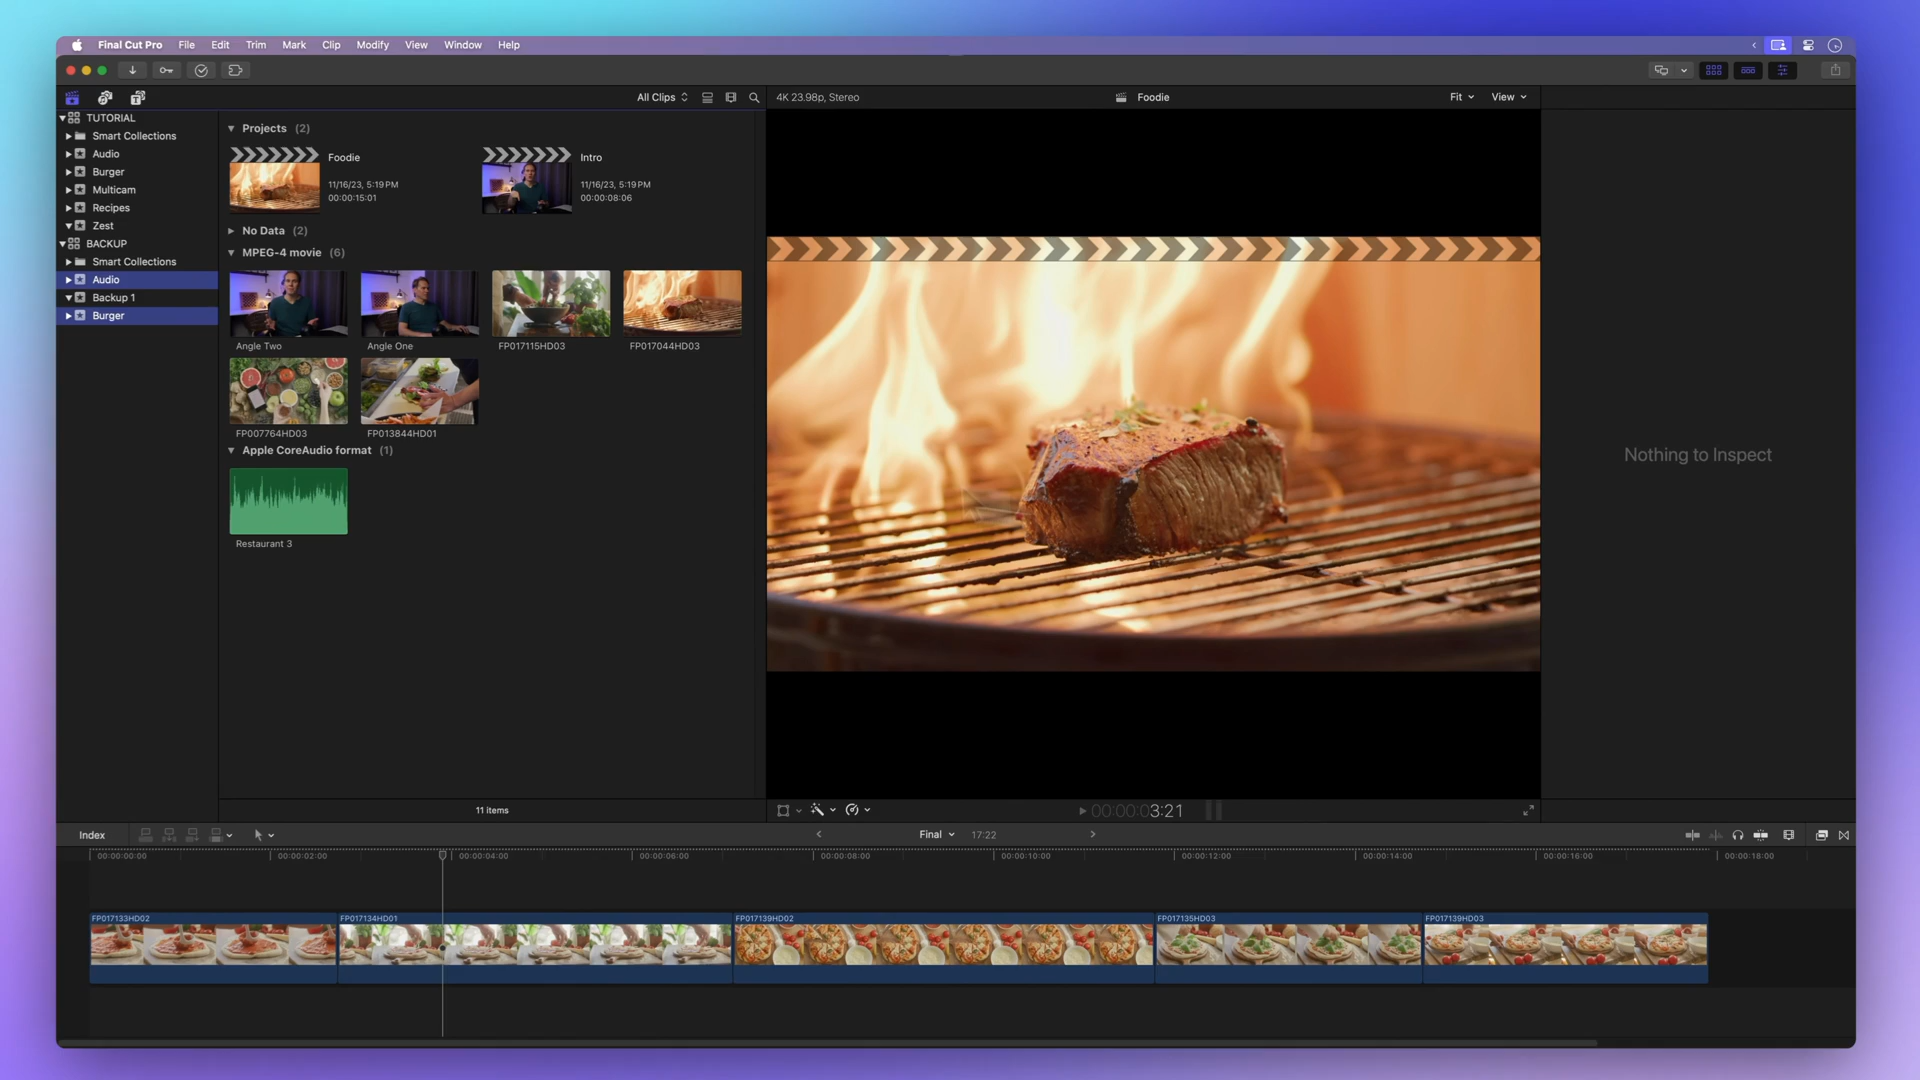 Final Cut Pro File Edit Trim Mark Clip Modify View Window Help
All Clips
4K 23.98p, Stereo
Foodie
Fit
View
TUTORIAL
Smart Collections
Audio
Burger
Multicam
Recipes
Zest
BACKUP
Smart Collections
Audio
Backup 1
Burger
Projects (2)
Foodie
11/16/23, 5:19 PM
00:00:15:01
Intro
11/16/23, 5:19 PM
00:00:08:06
No Data (2)
MPEG-4 movie (6)
Angle Two
Angle One
FP017115HD03
FP017044HD03
FP007764HD03
FP013844HD01
Apple CoreAudio format (1)
Restaurant 3
11 items
Nothing to Inspect
00:00:03:21
Index
Final
17:22
00:00:00:00
00:00:02:00
00:00:04:00
00:00:06:00
00:00:08:00
00:00:10:00
00:00:12:00
00:00:14:00
00:00:16:00
00:00:18:00
FP017133HD02
FP017134HD01
FP017139HD02
FP017135HD03
FP017139HD03